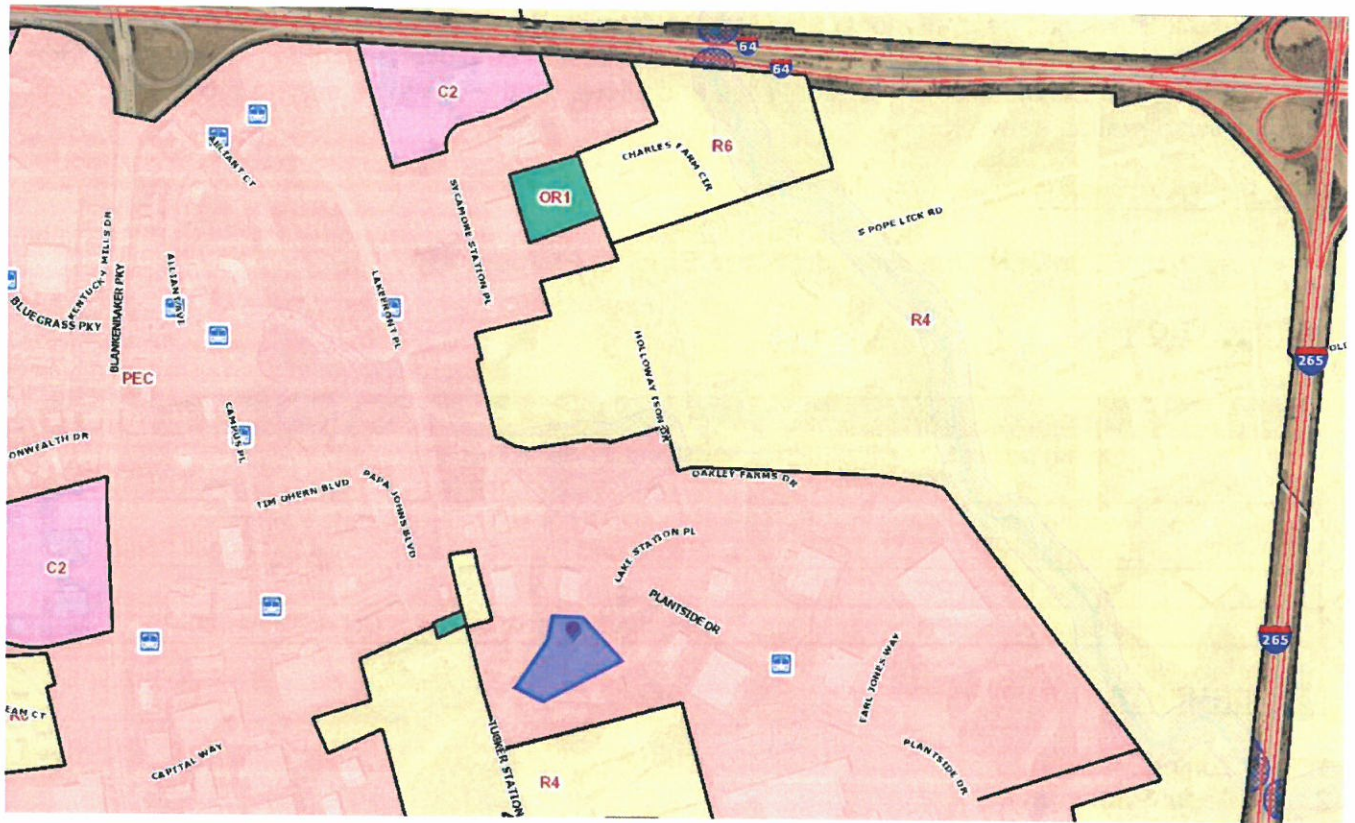 64
64
C2
ALLIANT CT
CHARLES FARM CIR
R6
OR1
SYCAMORE STATION PL
S POPE LICK RD
KENTUCKY MILLS DR
BLANKENBAKER PKY
ALLIANT AVE
LAKEFRONT PL
BLUEGRASS PKY
R4
HOLLOWAY
265
PEC
CAMPUS PL
ONWEALTH DR
OAKLEY FARMS DR
TIM OHERN BLVD
PAPA JOHNS BLVD
C2
LAKE STATION PL
PLANTSIDE DR
265
EARL JONES WAY
EAM CT
TUCKER STATION
CAPITAL WAY
R4
PLANTSIDE DR